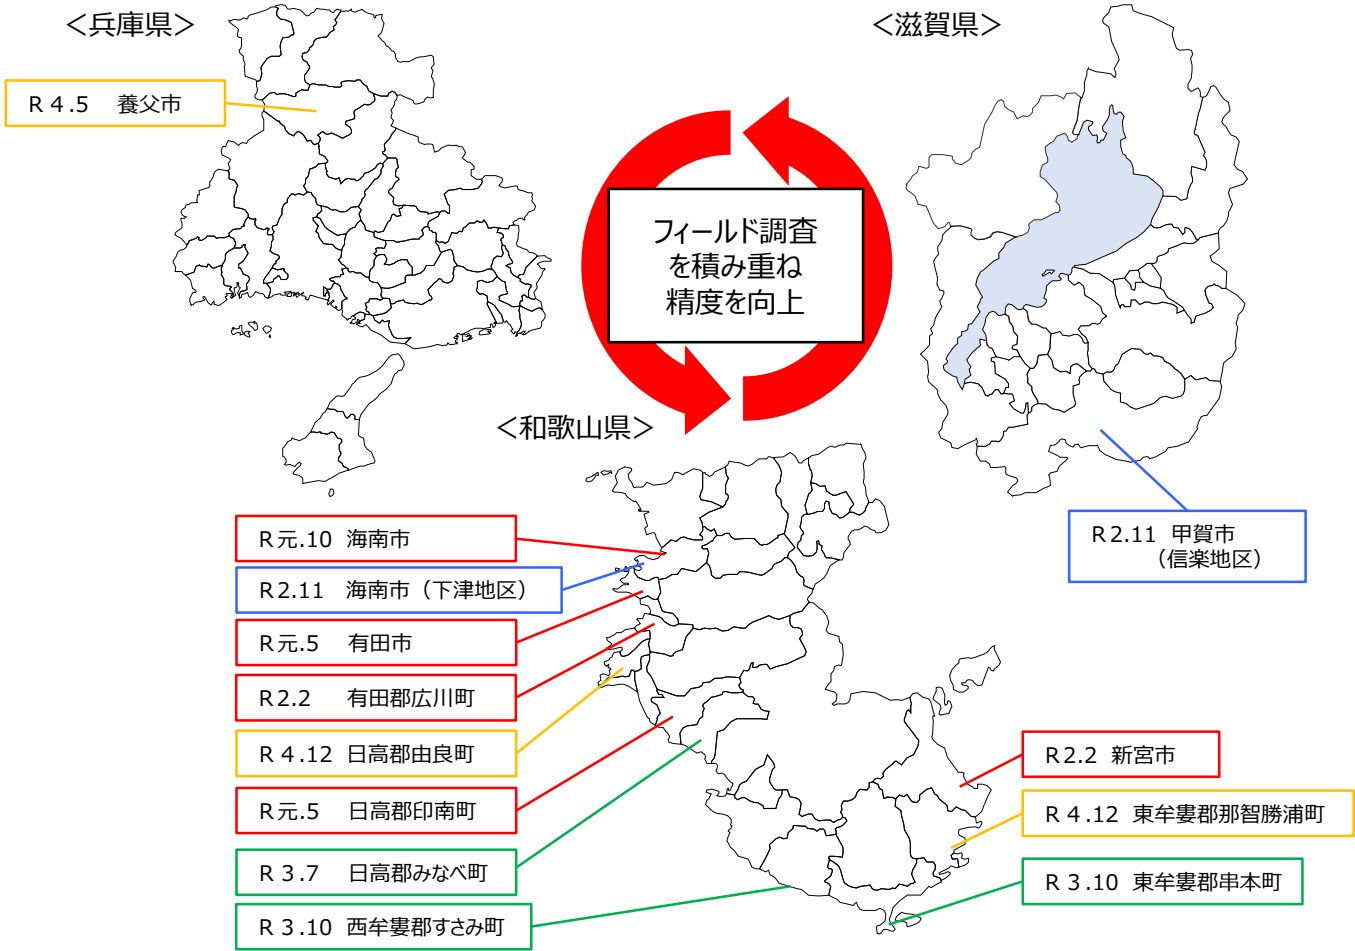 ＜兵庫県＞
＜滋賀県＞
R 4.5 養父市
フィールド調査
を積み重ね
精度を向上
＜和歌山県＞
R2.11 甲賀市
（信楽地区）
R元.10 海南市
R2.11 海南市（下津地区）
R元.5 有田市
R2.2 有田郡広川町
R 4.12 日高郡由良町
R元.5 日高郡印南町
R 3.7 日高郡みなべ町
R 3.10 西牟婁郡すさみ町
R2.2 新宮市
R 4.12 東牟婁郡那智勝浦町
R 3.10 東牟婁郡串本町